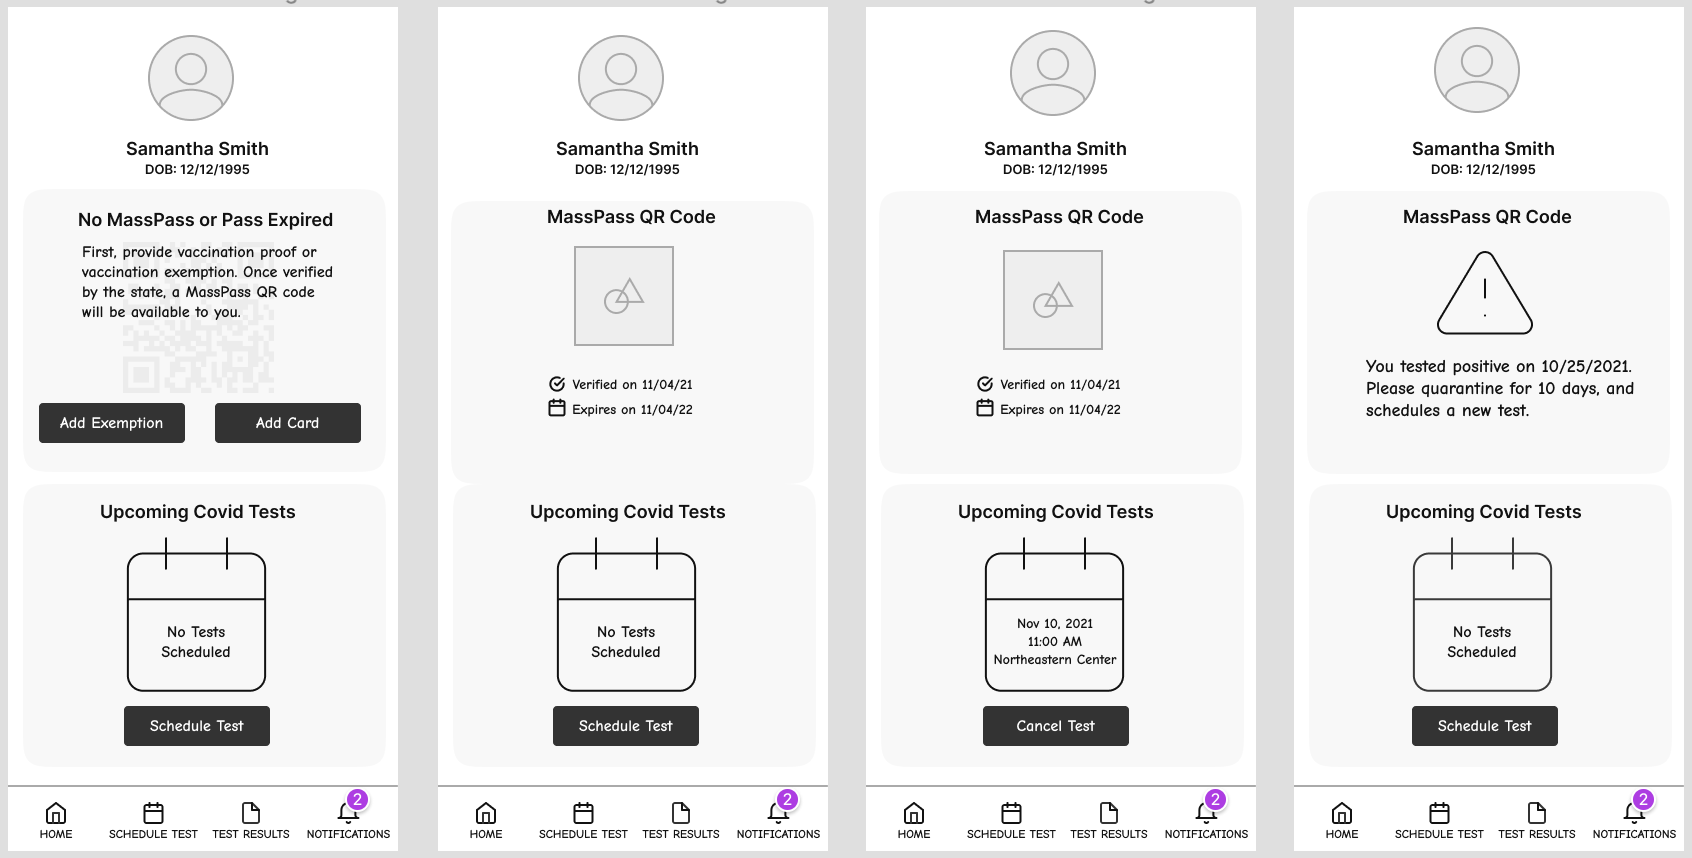 Samantha Smith
DOB: 12/12/1995
No MassPass or Pass Expired
First, provide vaccination proof or
vaccination exemption. Once verified
by the state, a MassPass QR code
will be available to you.
Add Exemption
Add Card
Upcoming Covid Tests
No Tests
Scheduled
Schedule Test
HOME
SCHEDULE TEST
TEST RESULTS
2
NOTIFICATIONS
Samantha Smith
DOB: 12/12/1995
MassPass QR Code
Verified on 11/04/21
Expires on 11/04/22
Upcoming Covid Tests
No Tests
Scheduled
Schedule Test
HOME
SCHEDULE TEST
TEST RESULTS
2
NOTIFICATIONS
Samantha Smith
DOB: 12/12/1995
MassPass QR Code
Verified on 11/04/21
Expires on 11/04/22
Upcoming Covid Tests
Nov 10, 2021
11:00 AM
Northeastern Center
Cancel Test
HOME
SCHEDULE TEST
TEST RESULTS
2
NOTIFICATIONS
Samantha Smith
DOB: 12/12/1995
MassPass QR Code
You tested positive on 10/25/2021.
Please quarantine for 10 days, and
schedules a new test.
Upcoming Covid Tests
No Tests
Scheduled
Schedule Test
HOME
SCHEDULE TEST
TEST RESULTS
2
NOTIFICATIONS